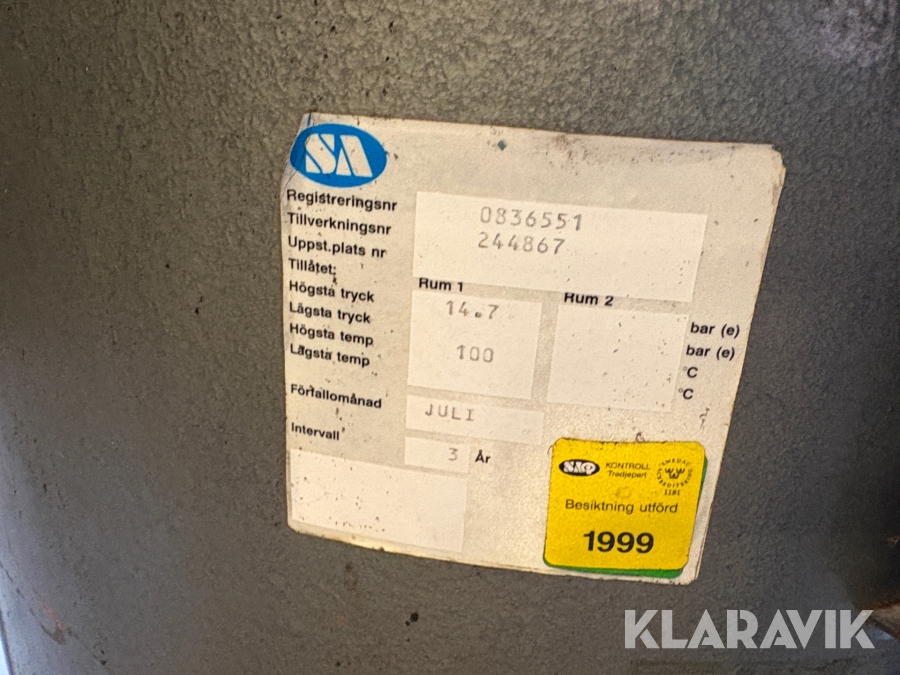 SA
Registreringsnr 0836551
Tillverkningsnr 244867
Uppst.plats nr
Tillåtet: Rum 1 Rum 2
Högsta tryck 14.7 bar (e)
Lägsta tryck bar (e)
Högsta temp 100 °C
Lägsta temp °C
Förfallomånad JULI
Intervall 3 År
KONTROLL
Tredjepart
Besiktning utförd
1999
KLARAVIK